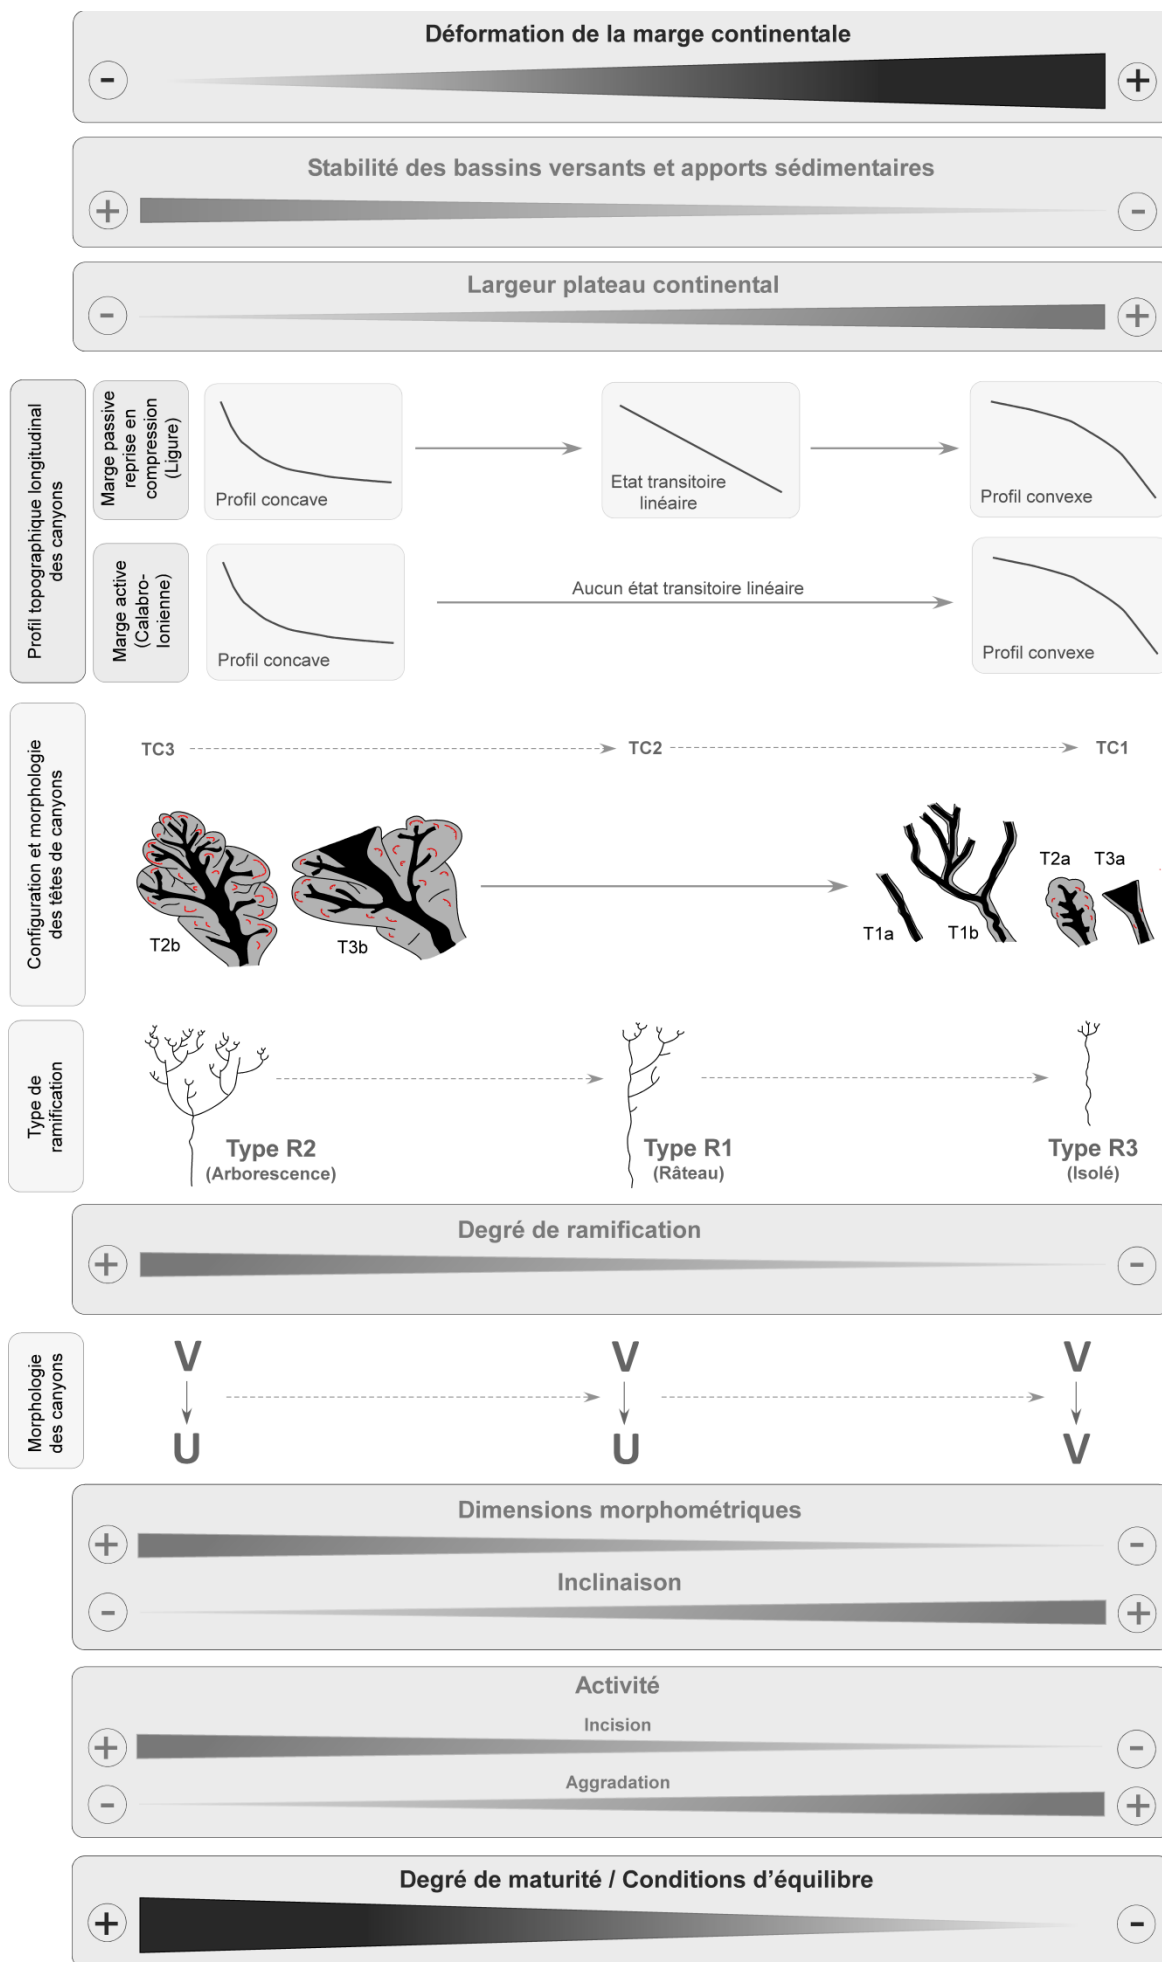 Déformation de la marge continentale
-
+
Stabilité des bassins versants et apports sédimentaires
+
-
Largeur plateau continental
-
+
Profil topographique longitudinal
des canyons
Marge passive
reprise en
compression
(Ligure)
Profil concave
Etat transitoire
linéaire
Profil convexe
Marge active
(Calabro-
Ionienne)
Profil concave
Aucun état transitoire linéaire
Profil convexe
Configuration et morphologie
des têtes de canyons
TC3
TC2
TC1
T2b
T3b
T1a
T1b
T2a
T3a
Type de
ramification
Type R2
(Arborescence)
Type R1
(Râteau)
Type R3
(Isolé)
Degré de ramification
+
-
Morphologie
des canyons
V
V
V
U
U
V
Dimensions morphométriques
+
-
Inclinaison
-
+
Activité
Incision
+
-
Aggradation
-
+
Degré de maturité / Conditions d'équilibre
+
-